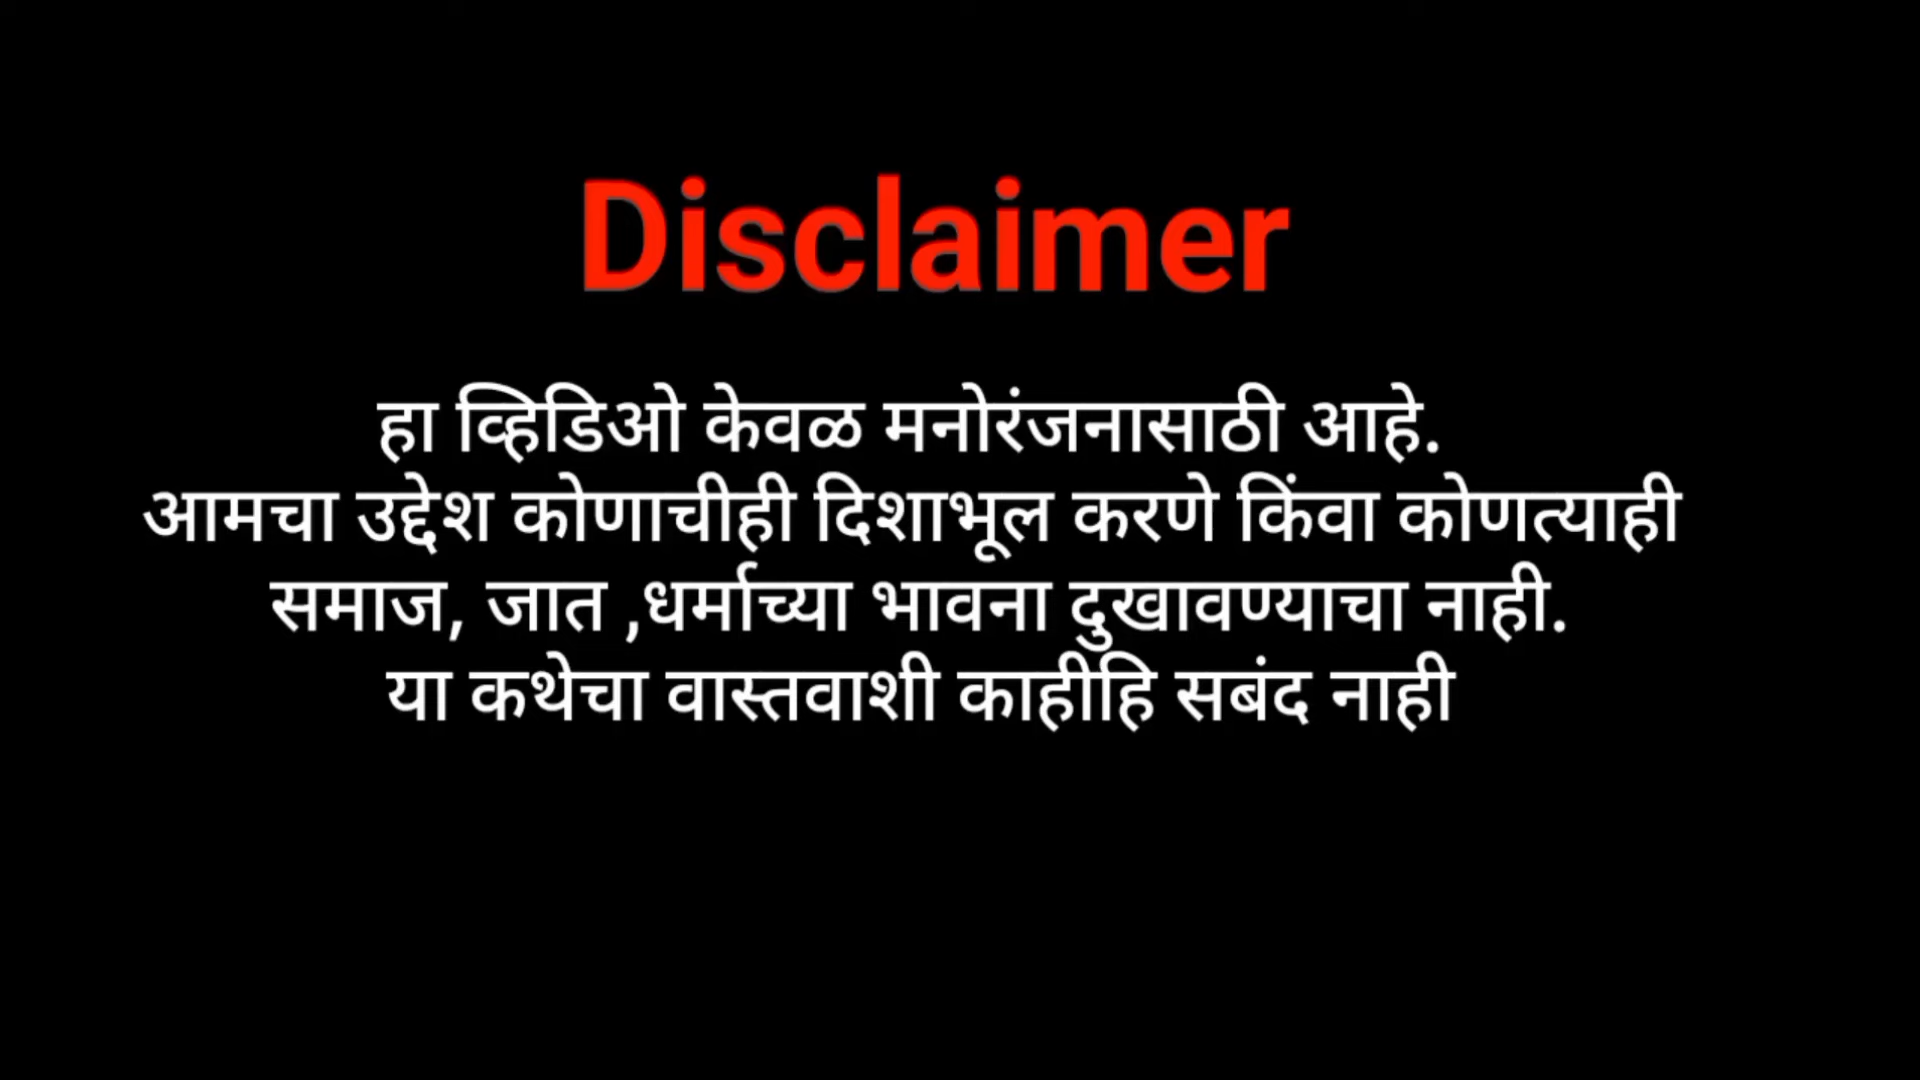 Disclaimer
हा व्हिडिओ केवळ मनोरंजनासाठी आहे.
आमचा उद्देश कोणाचीही दिशाभूल करणे किंवा कोणत्याही
समाज, जात ,धर्माच्या भावना दुखावण्याचा नाही.
या कथेचा वास्तवाशी काहीहि सबंद नाही